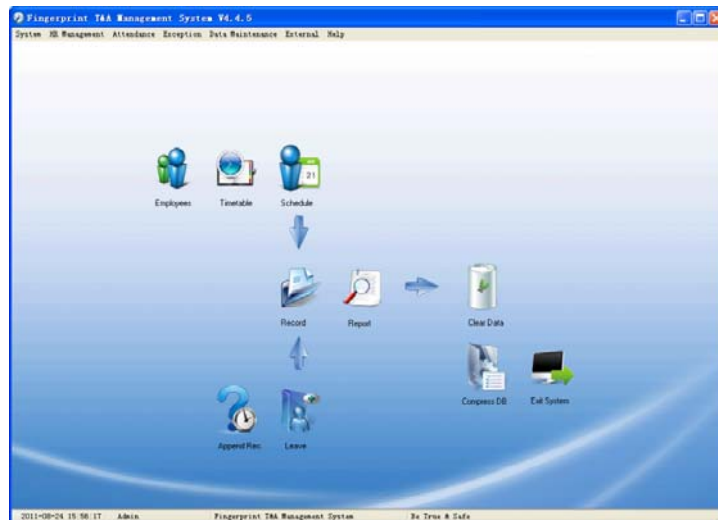 Fingerprint T&A Management System V4.4.5
System HR Management Attendance Exception Data Maintenance External Help
21
Employees Timetable Schedule
Record Report Clear Data
Compress DB Exit System
Append Rec. Leave
2011-08-24 15:56:17 Admin Fingerprint T&A Management System Be True & Safe